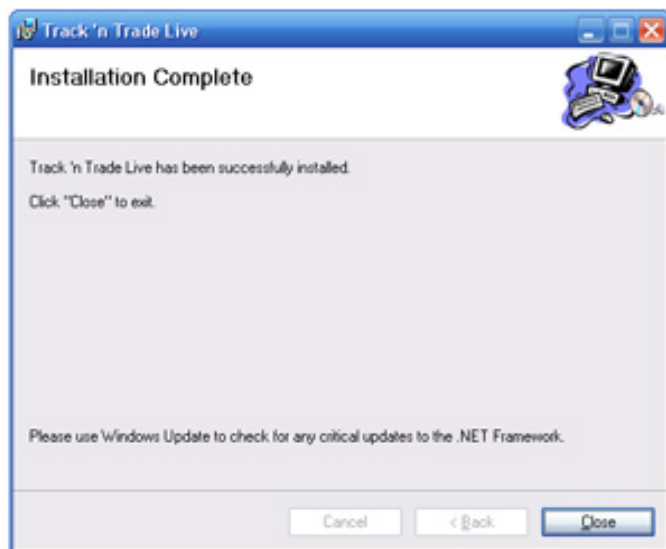 Track 'n Trade Live
Installation Complete
Track 'n Trade Live has been successfully installed.
Click "Close" to exit.
Please use Windows Update to check for any critical updates to the .NET Framework.
Cancel
< Back
Close